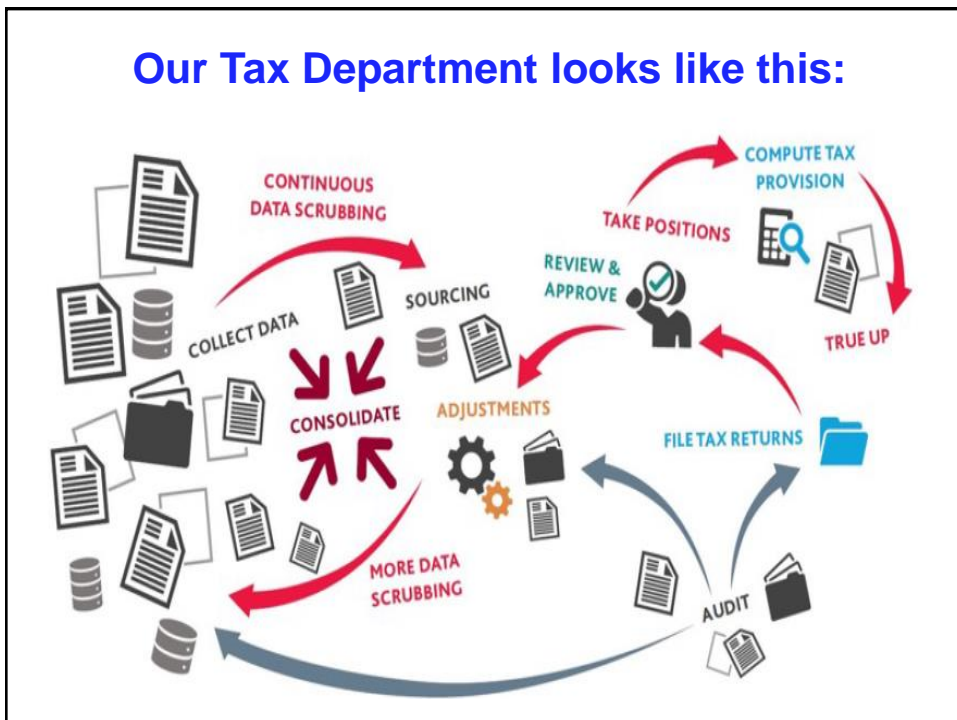 Our Tax Department looks like this:
CONTINUOUS
DATA SCRUBBING
COLLECT DATA
SOURCING
CONSOLIDATE
ADJUSTMENTS
MORE DATA
SCRUBBING
REVIEW &
APPROVE
TAKE POSITIONS
COMPUTE TAX
PROVISION
TRUE UP
FILE TAX RETURNS
AUDIT